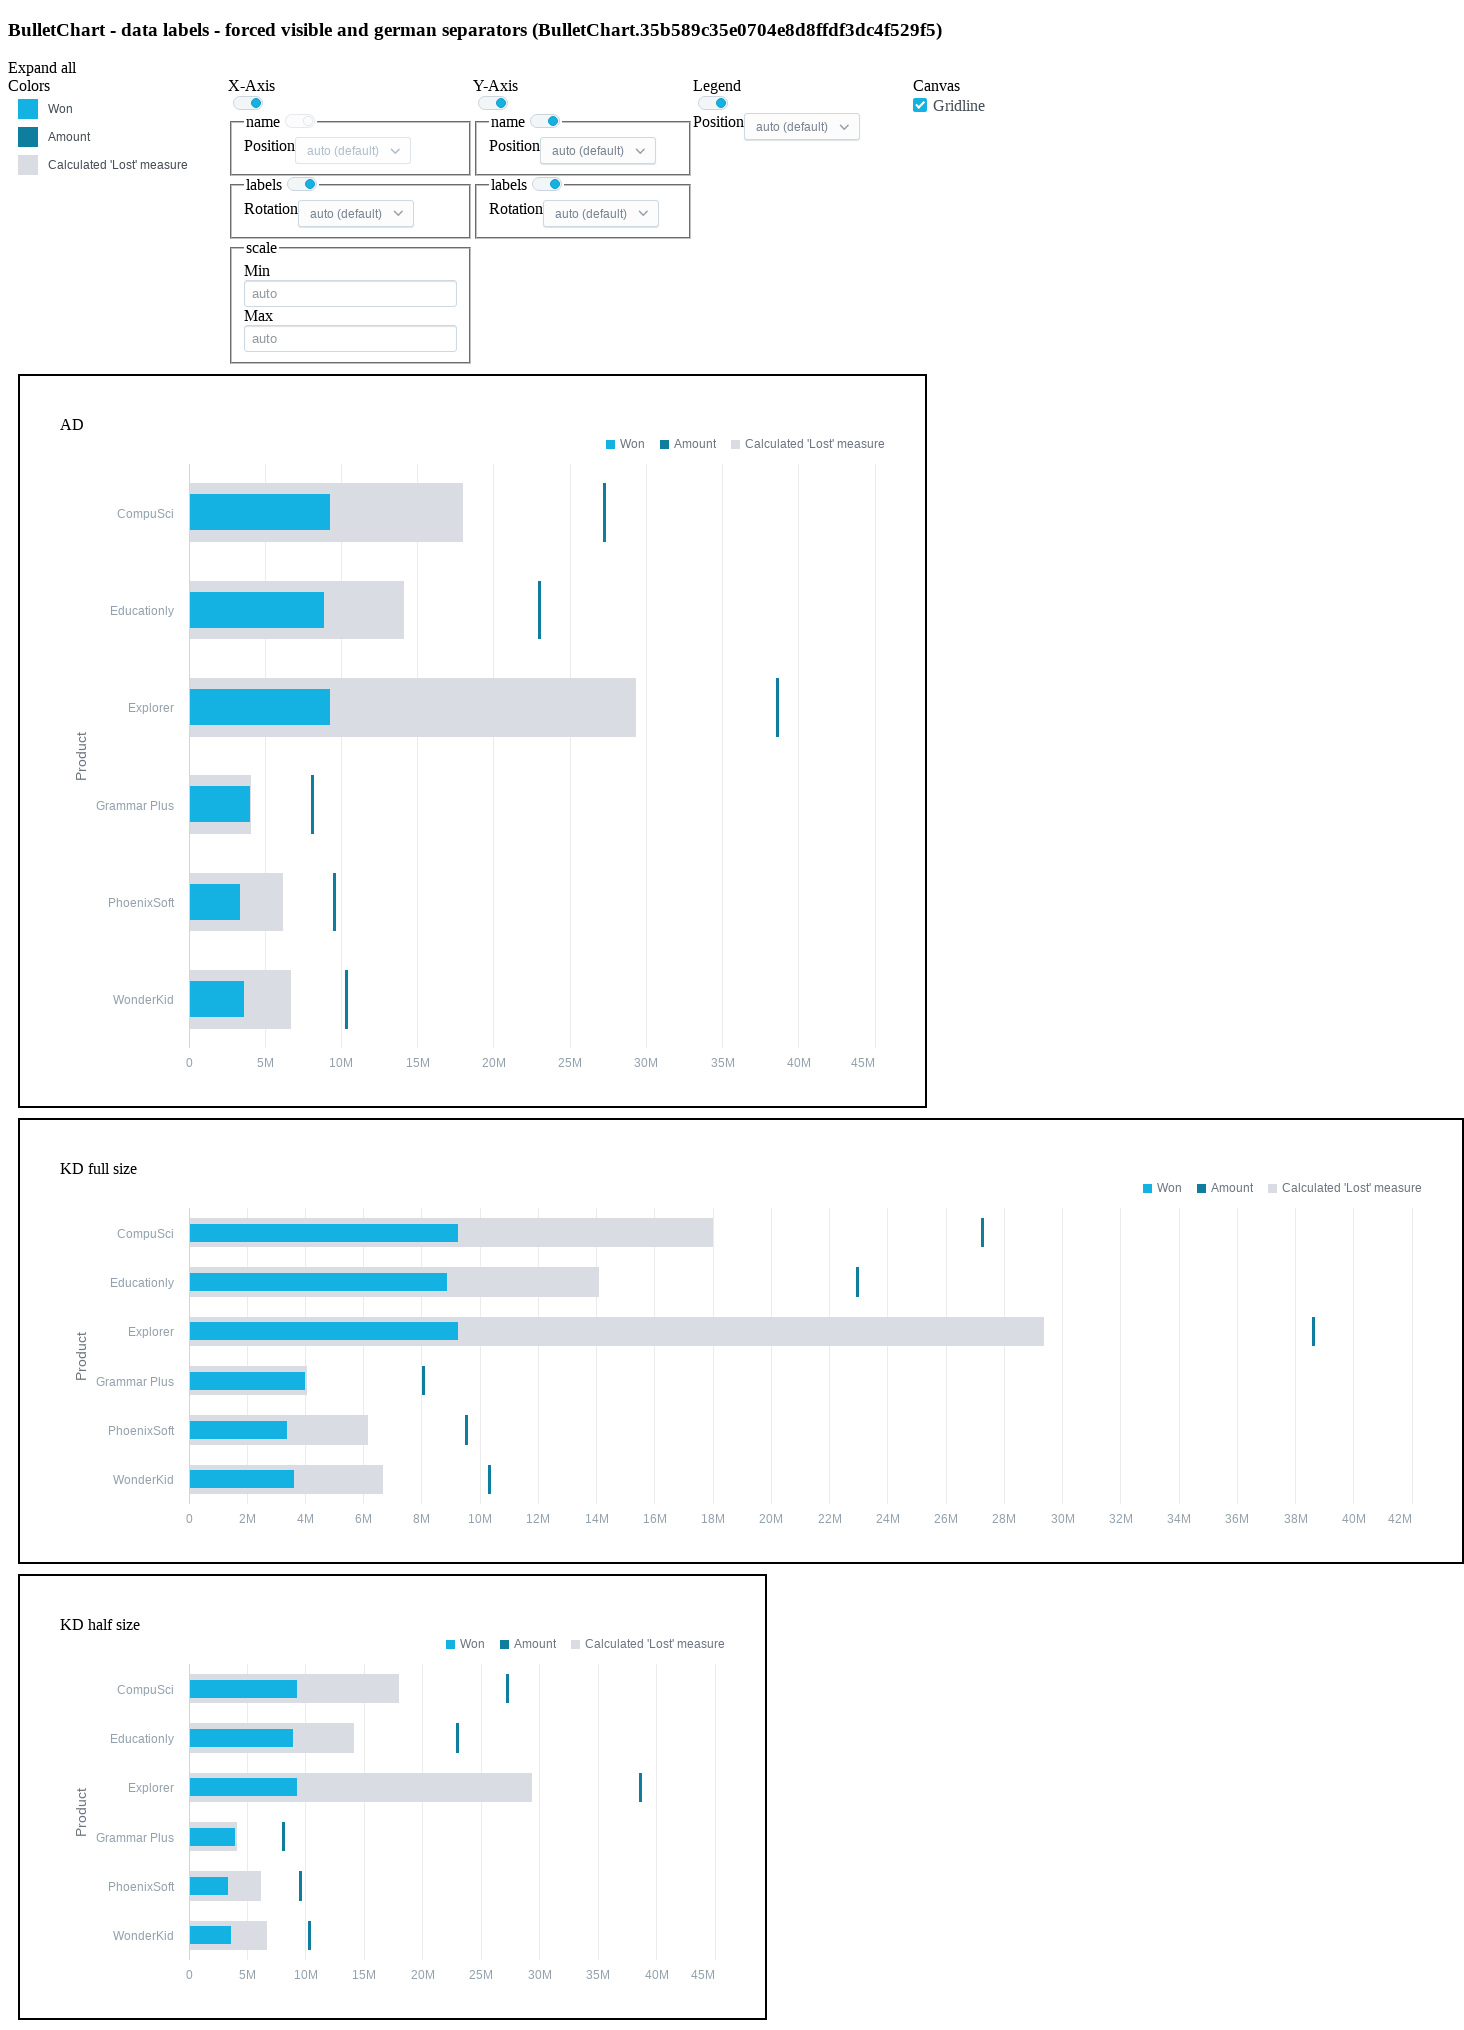 BulletChart - data labels - forced visible and german separators (BulletChart.35b589c35e0704e8d8ffdf3dc4f529f5)
Expand all
Colors
Won
Amount
Calculated 'Lost' measure
X-Axis
name
Position auto (default)
labels
Rotation auto (default)
scale
Min
auto
Max
auto
Y-Axis
name
Position auto (default)
labels
Rotation auto (default)
Legend
Position auto (default)
Canvas
Gridline
AD
Won Amount Calculated 'Lost' measure
Product
CompuSci
Educationly
Explorer
Grammar Plus
PhoenixSoft
WonderKid
0 5M 10M 15M 20M 25M 30M 35M 40M 45M
KD full size
Won Amount Calculated 'Lost' measure
Product
CompuSci
Educationly
Explorer
Grammar Plus
PhoenixSoft
WonderKid
0 2M 4M 6M 8M 10M 12M 14M 16M 18M 20M 22M 24M 26M 28M 30M 32M 34M 36M 38M 40M 42M
KD half size
Won Amount Calculated 'Lost' measure
Product
CompuSci
Educationly
Explorer
Grammar Plus
PhoenixSoft
WonderKid
0 5M 10M 15M 20M 25M 30M 35M 40M 45M